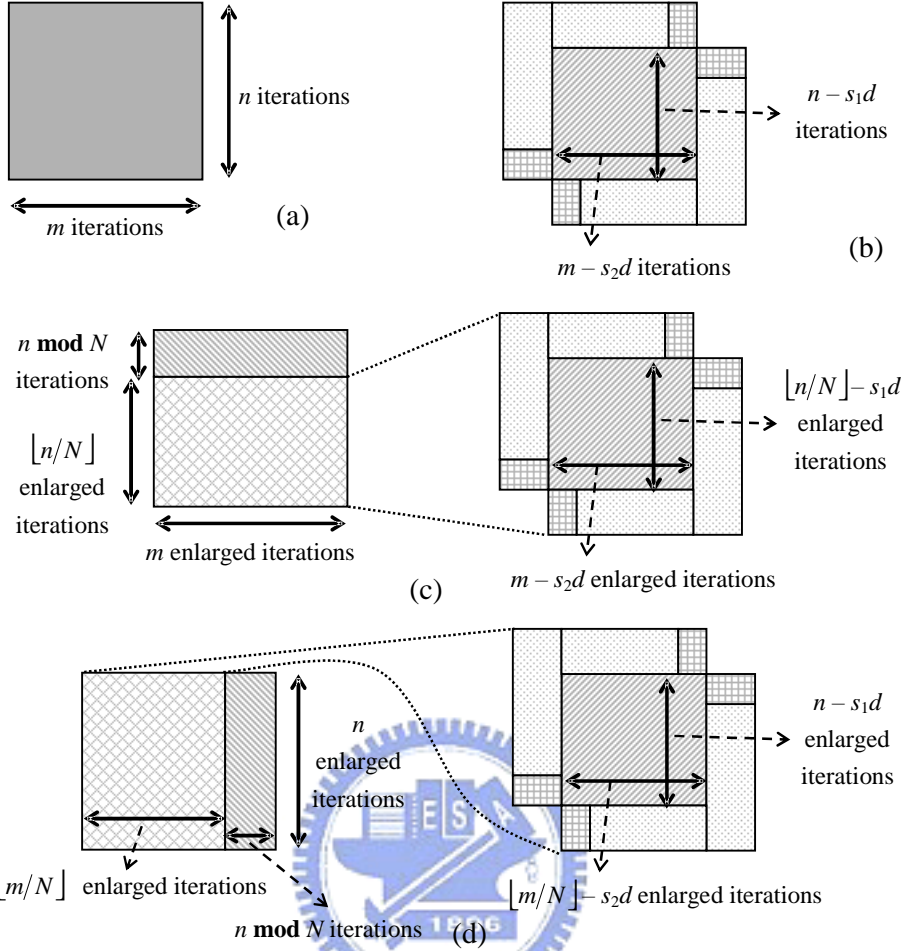 n iterations
m iterations
(a)
n – s₁d
iterations
m – s₂d iterations
(b)
n mod N
iterations
⌊n/N⌋
enlarged
iterations
m enlarged iterations
⌊n/N⌋ – s₁d
enlarged
iterations
m – s₂d enlarged iterations
(c)
n
enlarged
iterations
⌊m/N⌋ enlarged iterations
n mod N iterations
n – s₁d
enlarged
iterations
⌊m/N⌋ – s₂d enlarged iterations
E S
1896
(d)